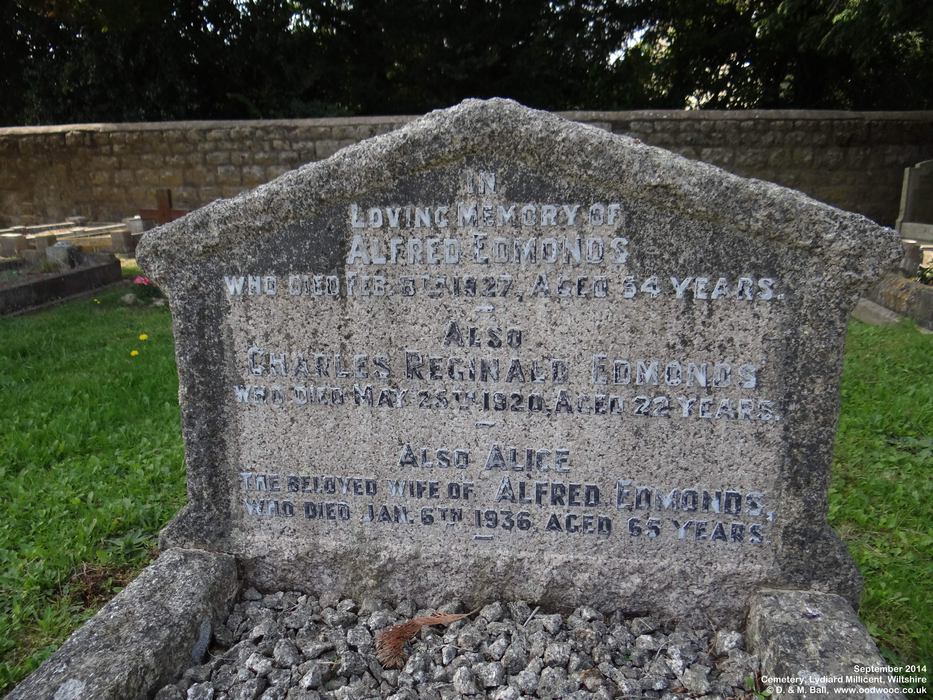 IN
LOVING MEMORY OF
ALFRED EDMONDS
WHO DIED FEB. 8TH 1927, AGED 54 YEARS.
ALSO
CHARLES REGINALD EDMONDS
WHO DIED MAY 25TH 1920, AGED 22 YEARS.
ALSO ALICE
THE BELOVED WIFE OF ALFRED EDMONDS,
WHO DIED JAN. 6TH 1936, AGED 65 YEARS.
September 2014
Cemetery, Lydiard Millicent, Wiltshire
© D. & M. Ball, www.oodwooc.co.uk